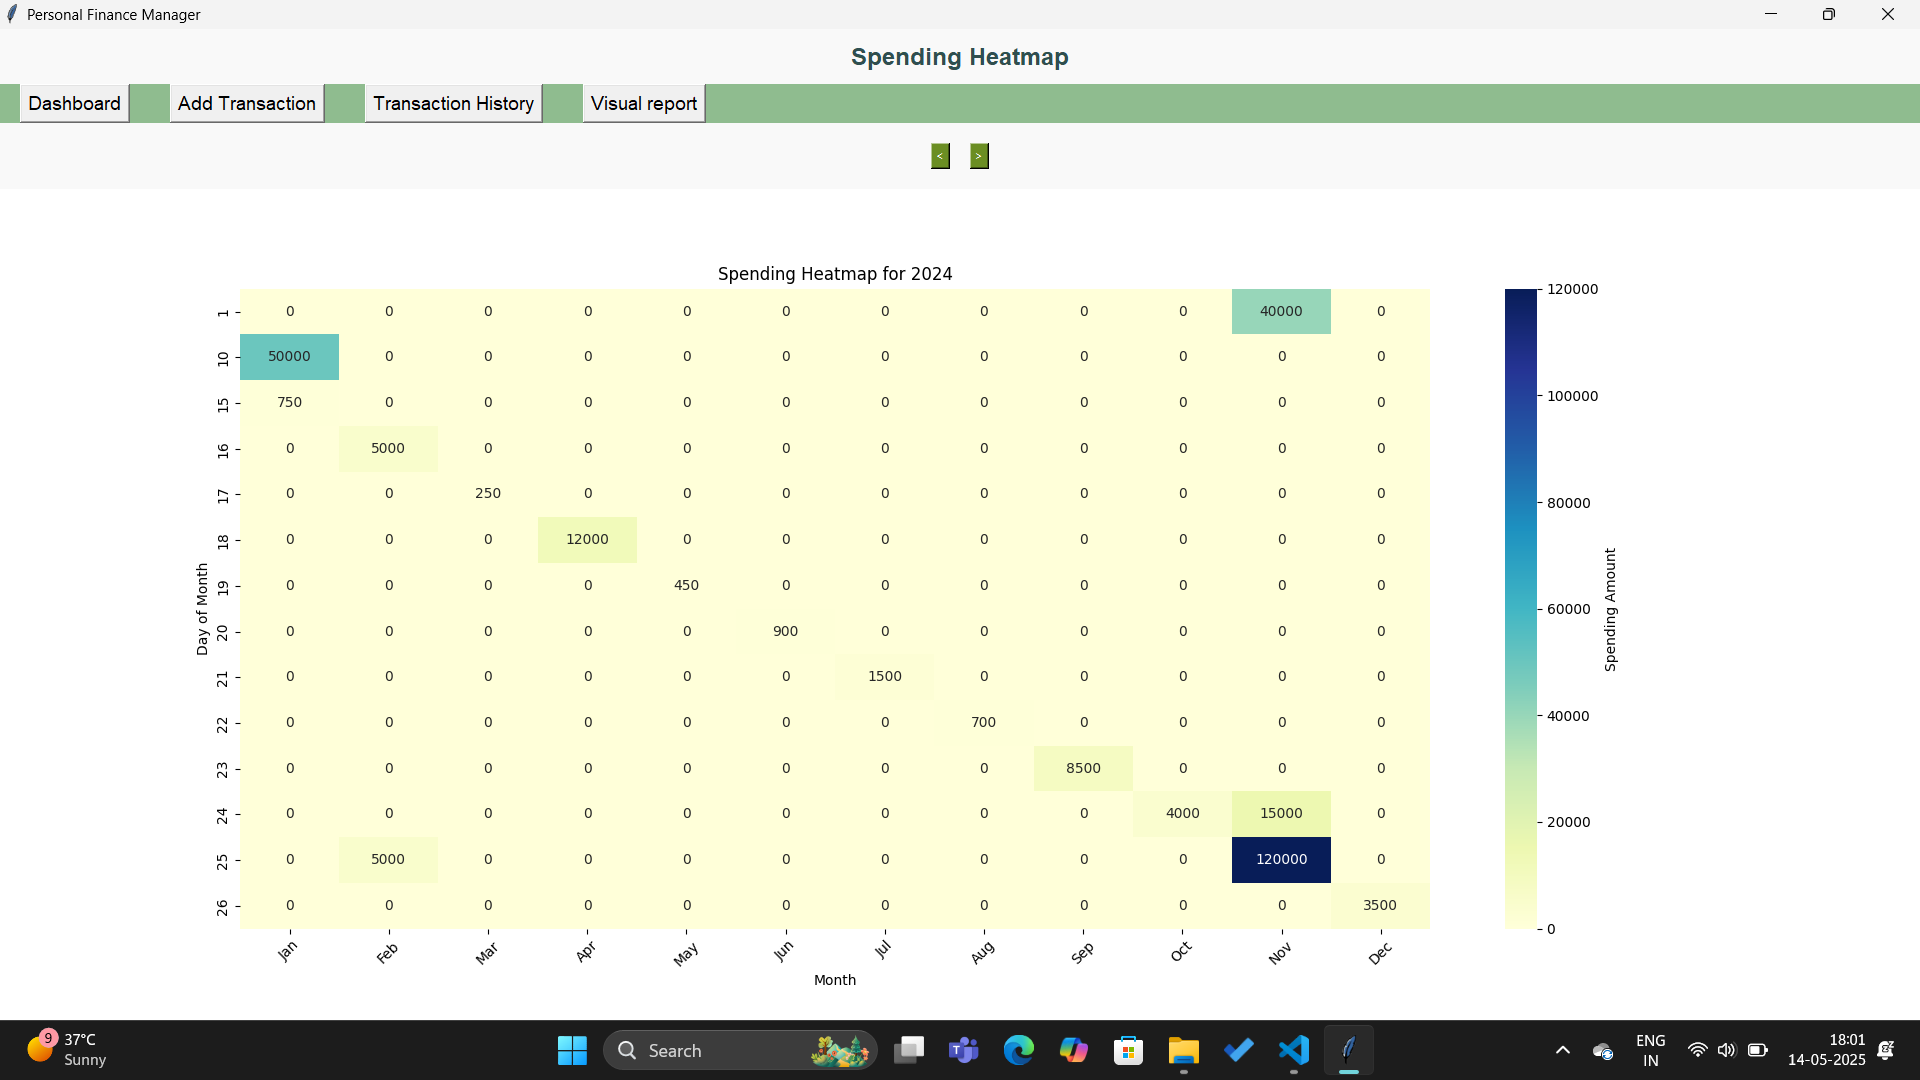 Personal Finance Manager
Spending Heatmap
Dashboard Add Transaction Transaction History Visual report
< >
Spending Heatmap for 2024
1 0 0 0 0 0 0 0 0 0 0 40000 0
10 50000 0 0 0 0 0 0 0 0 0 0 0
15 750 0 0 0 0 0 0 0 0 0 0 0
16 0 5000 0 0 0 0 0 0 0 0 0 0
17 0 0 250 0 0 0 0 0 0 0 0 0
18 0 0 0 12000 0 0 0 0 0 0 0 0
19 0 0 0 0 450 0 0 0 0 0 0 0
20 0 0 0 0 0 900 0 0 0 0 0 0
21 0 0 0 0 0 0 1500 0 0 0 0 0
22 0 0 0 0 0 0 0 700 0 0 0 0
23 0 0 0 0 0 0 0 0 8500 0 0 0
24 0 0 0 0 0 0 0 0 0 4000 15000 0
25 0 5000 0 0 0 0 0 0 0 0 120000 0
26 0 0 0 0 0 0 0 0 0 0 0 3500
Jan Feb Mar Apr May Jun Jul Aug Sep Oct Nov Dec
Month
Day of Month
120000
100000
80000
60000
40000
20000
0
Spending Amount
9
37°C
Sunny
Search
ENG
IN
18:01
14-05-2025